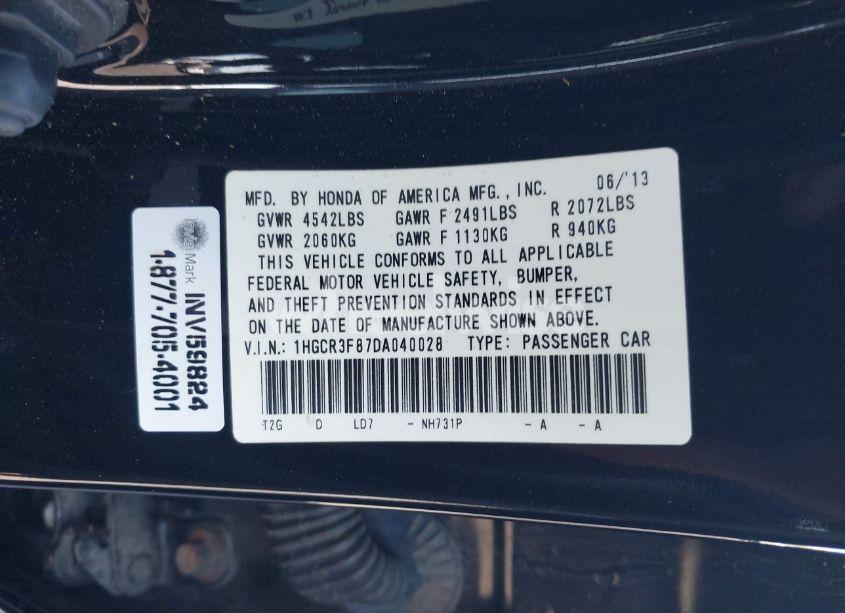 MFD. BY HONDA OF AMERICA MFG., INC. 06/'13
GVWR 4542LBS GAWR F 2491LBS R 2072LBS
GVWR 2060KG GAWR F 1130KG R 940KG
THIS VEHICLE CONFORMS TO ALL APPLICABLE
FEDERAL MOTOR VEHICLE SAFETY, BUMPER,
AND THEFT PREVENTION STANDARDS IN EFFECT
ON THE DATE OF MANUFACTURE SHOWN ABOVE.
V.I.N.: 1HGCR3F87DA040028 TYPE: PASSENGER CAR
T2G D LD7 - NH731P - A - A
Mark INV159824
1-877-705-4001